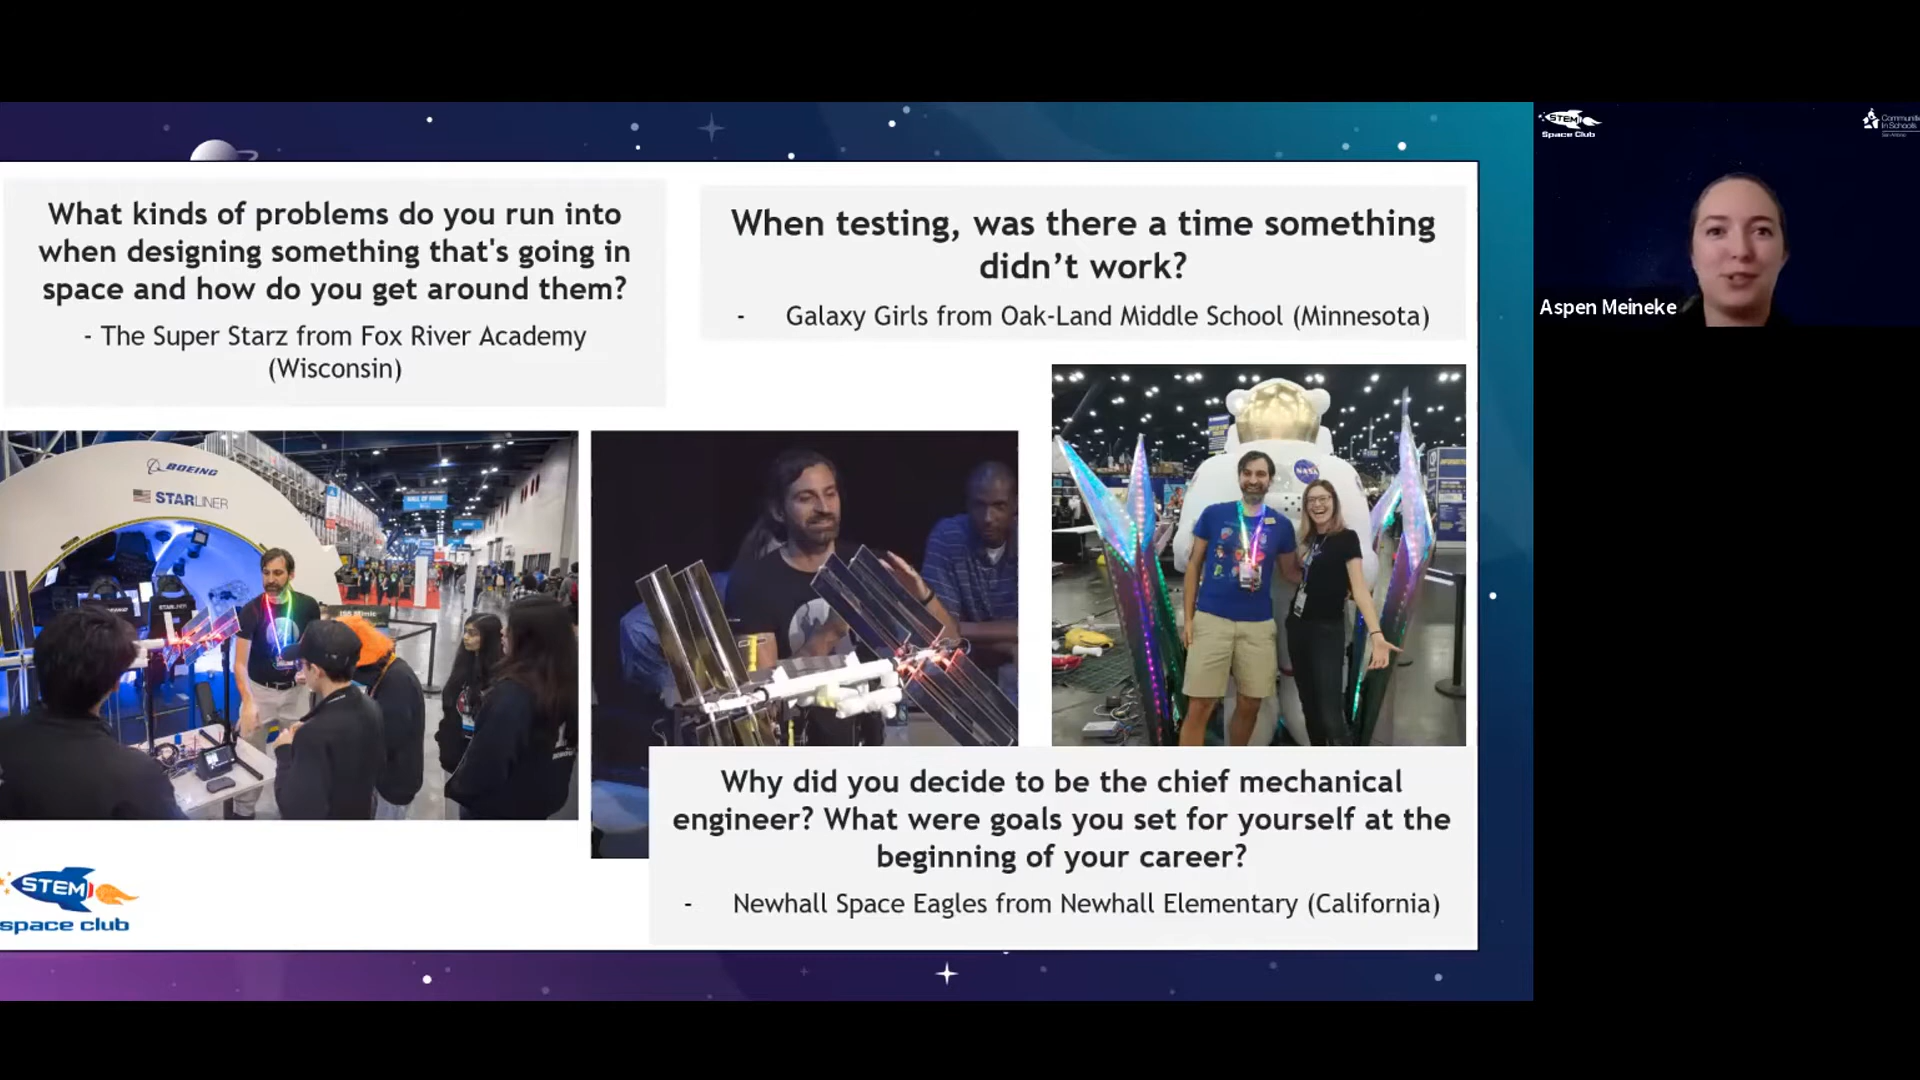 What kinds of problems do you run into
when designing something that's going in
space and how do you get around them?
- The Super Starz from Fox River Academy
(Wisconsin)
When testing, was there a time something
didn’t work?
- Galaxy Girls from Oak-Land Middle School (Minnesota)
BOEING
STARLINER
NASA
Why did you decide to be the chief mechanical
engineer? What were goals you set for yourself at the
beginning of your career?
- Newhall Space Eagles from Newhall Elementary (California)
STEM
space club
STEM
Space Club
In Schools
Aspen Meineke